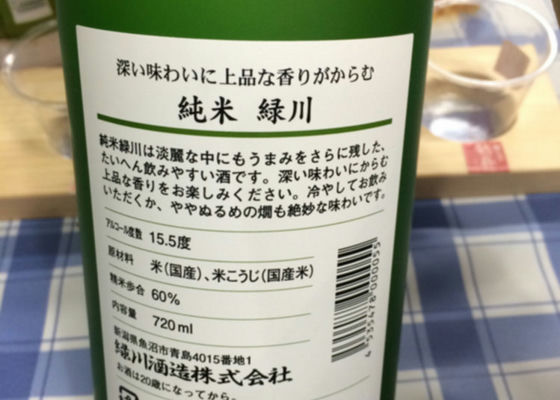 深い味わいに上品な香りがからむ
純米 緑川
純米緑川は淡麗な中にもうまみをさらに残した、
たいへん飲みやすい酒です。深い味わいにからむ
上品な香りをお楽しみください。冷やしてお飲み
いただくか、ややぬるめの燗も絶妙な味わいです。
アルコール度数 15.5度
原材料 米(国産)、米こうじ(国産米)
精米歩合 60%
内容量 720ml
新潟県魚沼市青島4015番地1
緑川酒造株式会社
お酒は20歳になってから。
4 535478 000055